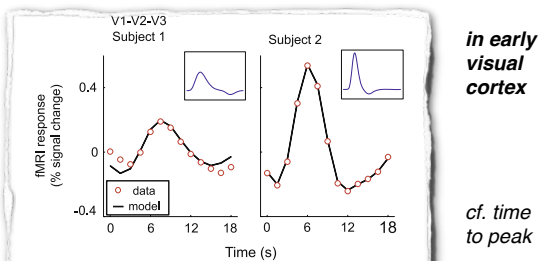 V1-V2-V3
Subject 1
Subject 2
in early
visual
cortex
fMRI response
(% signal change)
0.4
0
-0.4
data
model
0 6 12 18
0 6 12 18
Time (s)
cf. time
to peak